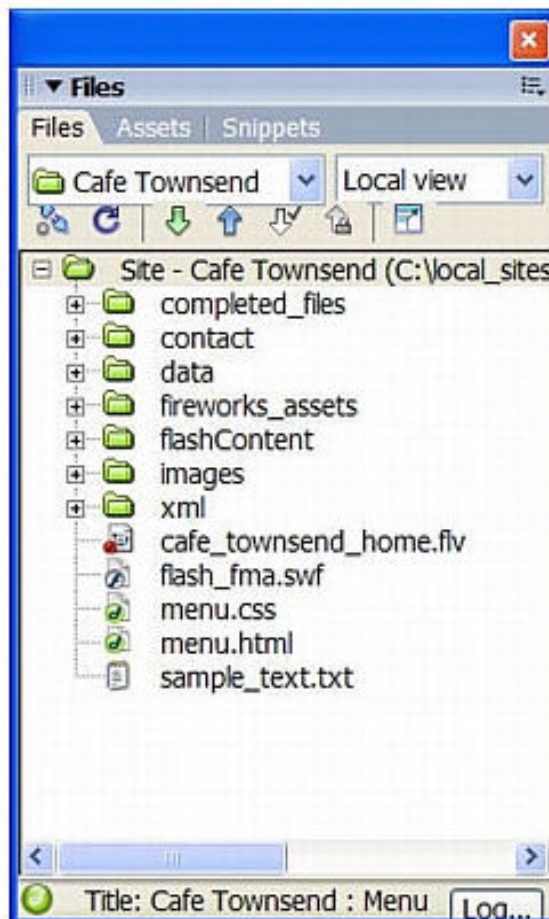 Files
Files Assets Snippets
Cafe Townsend Local view
Site - Cafe Townsend (C:\local_sites
completed_files
contact
data
fireworks_assets
flashContent
images
xml
cafe_townsend_home.flv
flash_fma.swf
menu.css
menu.html
sample_text.txt
Title: Cafe Townsend : Menu Log...